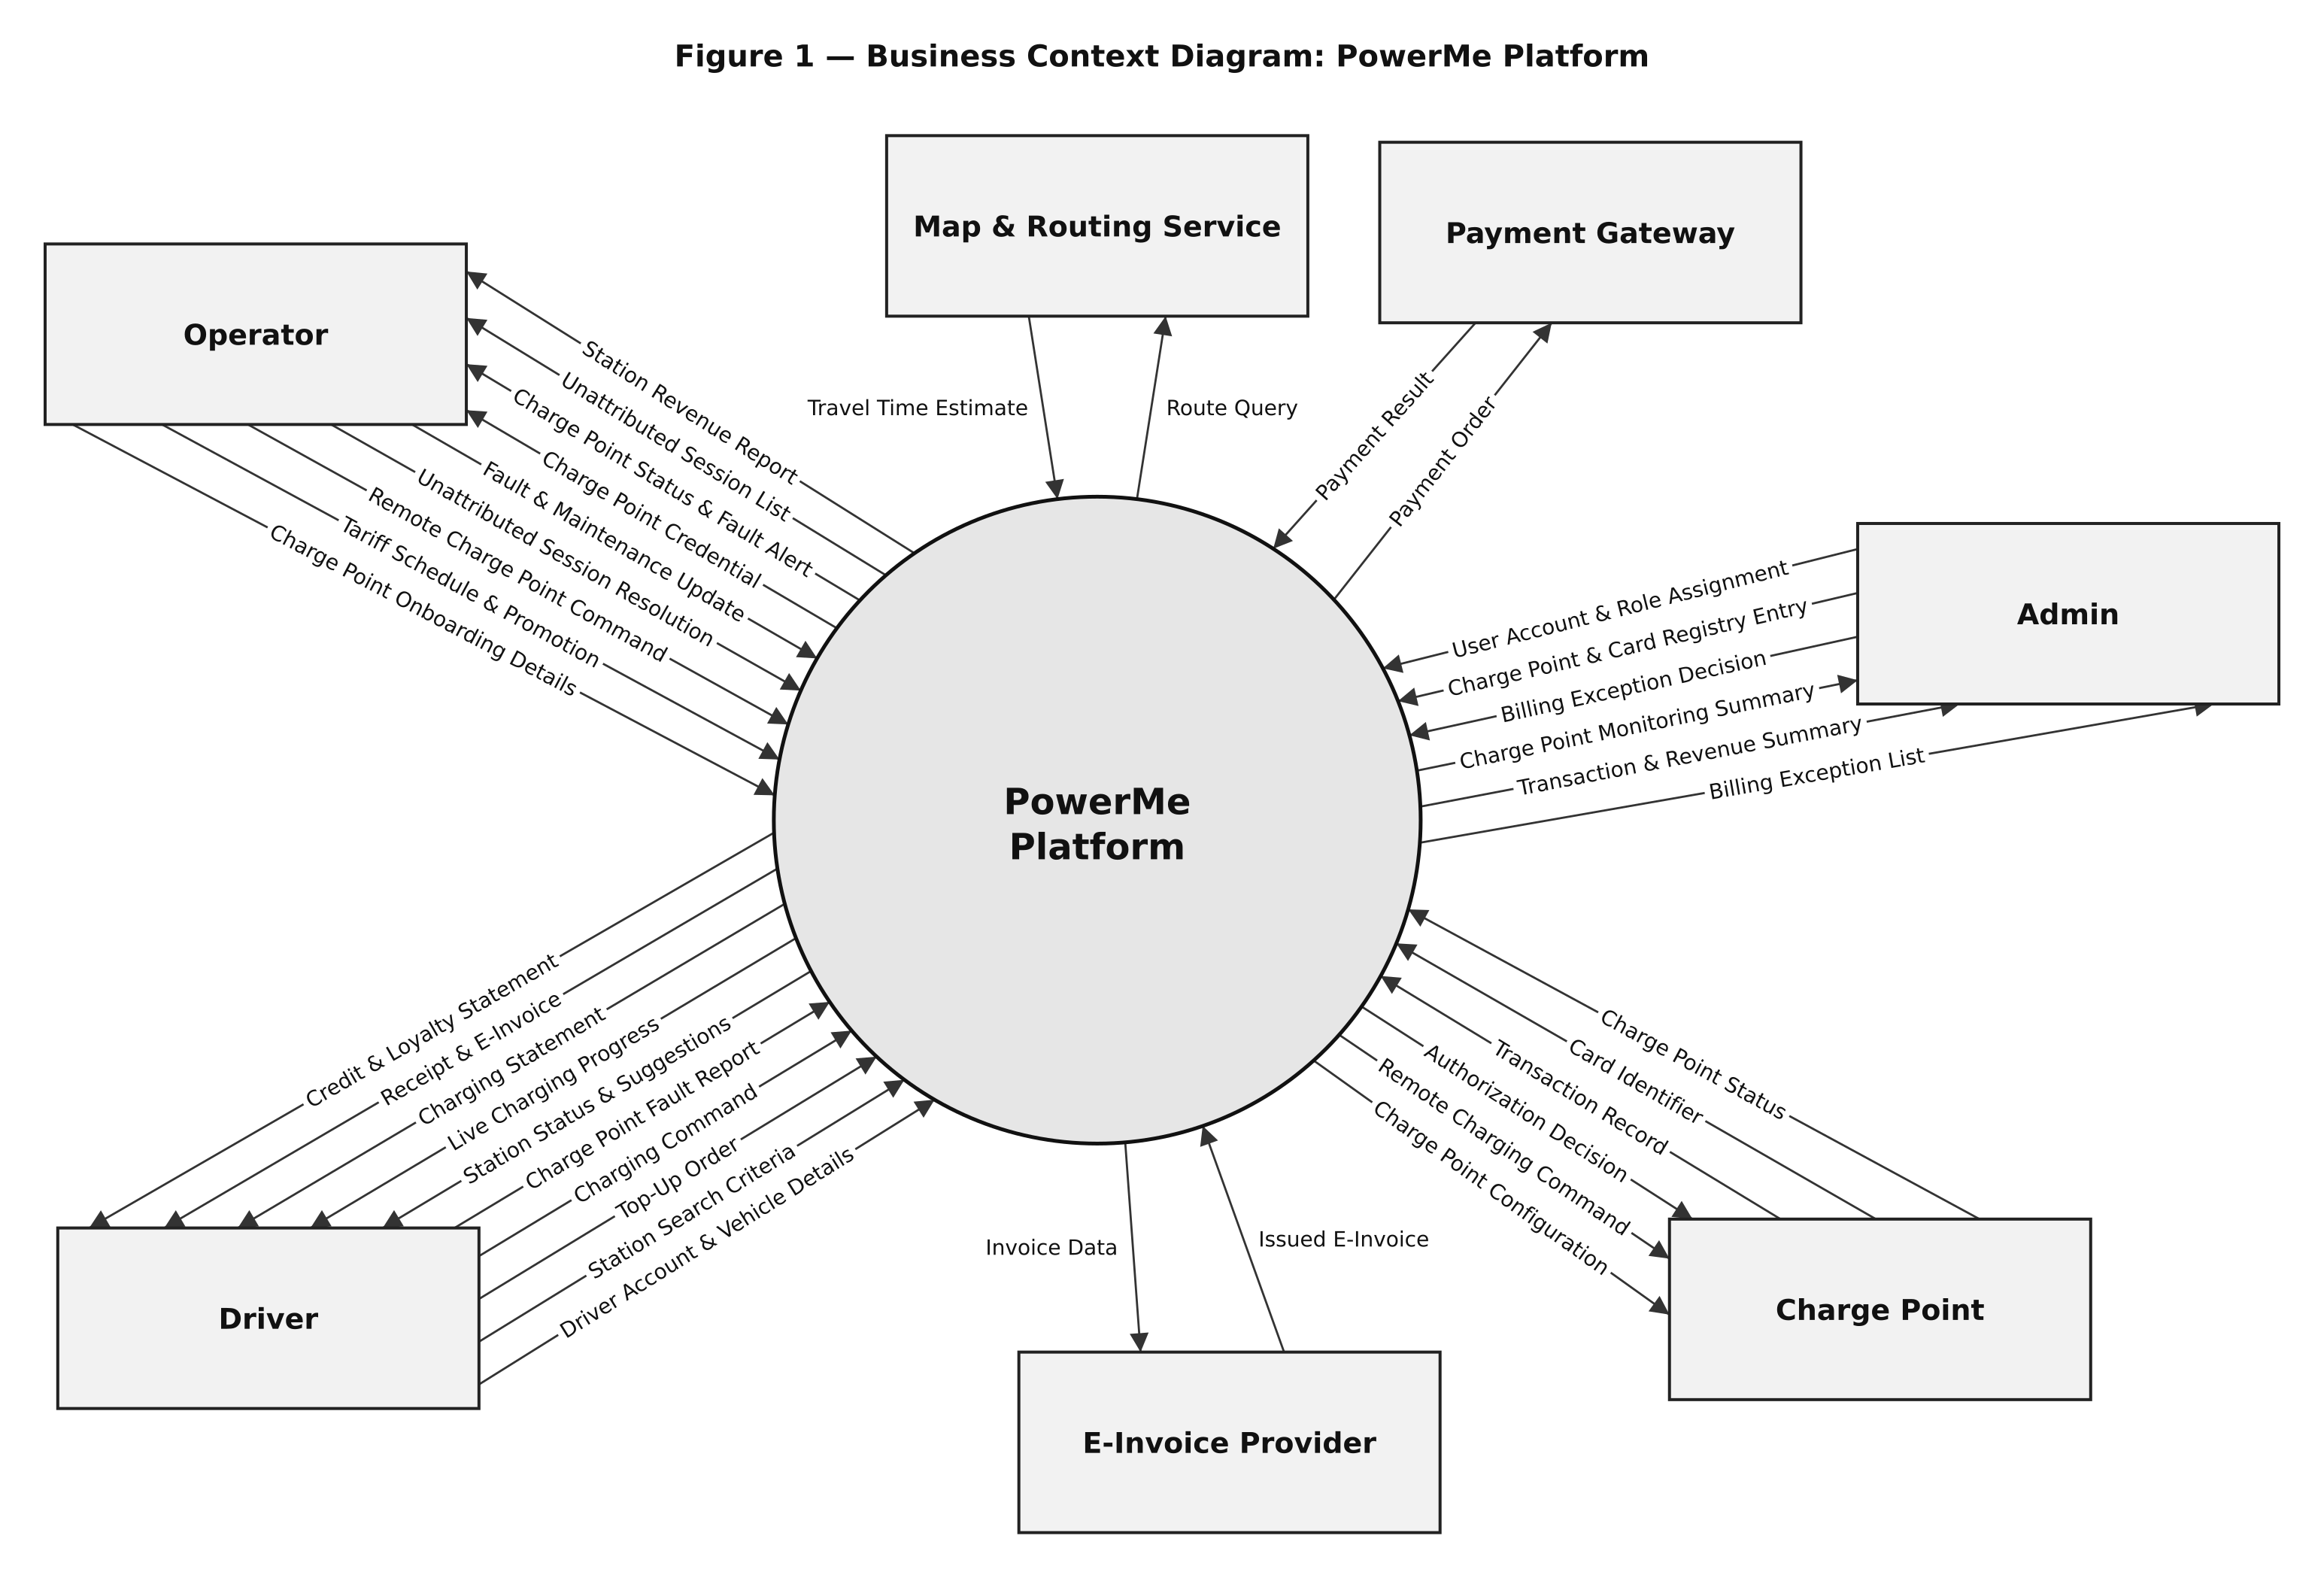 Figure 1 — Business Context Diagram: PowerMe Platform
Map & Routing Service
Payment Gateway
Operator
Station Revenue Report
Unattributed Session List
Charge Point Status & Fault Alert
Charge Point Credential
Fault & Maintenance Update
Unattributed Session Resolution
Remote Charge Point Command
Tariff Schedule & Promotion
Charge Point Onboarding Details
Travel Time Estimate
Route Query
Payment Result
Payment Order
Admin
User Account & Role Assignment
Charge Point & Card Registry Entry
Billing Exception Decision
Charge Point Monitoring Summary
Transaction & Revenue Summary
Billing Exception List
PowerMe
Platform
Credit & Loyalty Statement
Receipt & E-Invoice
Charging Statement
Live Charging Progress
Station Status & Suggestions
Charge Point Fault Report
Charging Command
Top-Up Order
Station Search Criteria
Driver Account & Vehicle Details
Driver
Invoice Data
Issued E-Invoice
E-Invoice Provider
Charge Point Status
Card Identifier
Transaction Record
Authorization Decision
Remote Charging Command
Charge Point Configuration
Charge Point